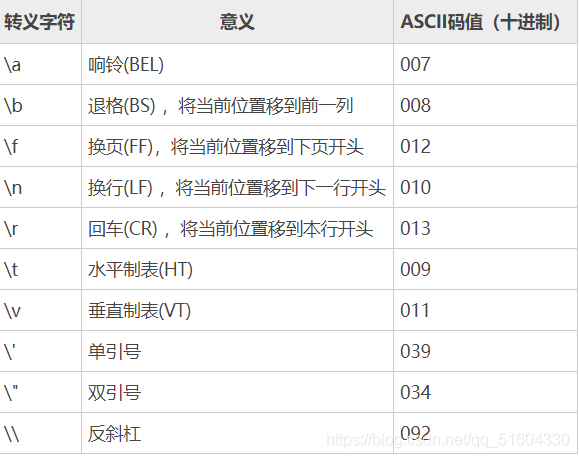 转义字符 意义 ASCII码值（十进制）
\a 响铃(BEL) 007
\b 退格(BS) ，将当前位置移到前一列 008
\f 换页(FF)，将当前位置移到下页开头 012
\n 换行(LF) ，将当前位置移到下一行开头 010
\r 回车(CR) ，将当前位置移到本行开头 013
\t 水平制表(HT) 009
\v 垂直制表(VT) 011
\' 单引号 039
\" 双引号 034
\\ 反斜杠 092
https://blog.csdn.net/qq_51604330